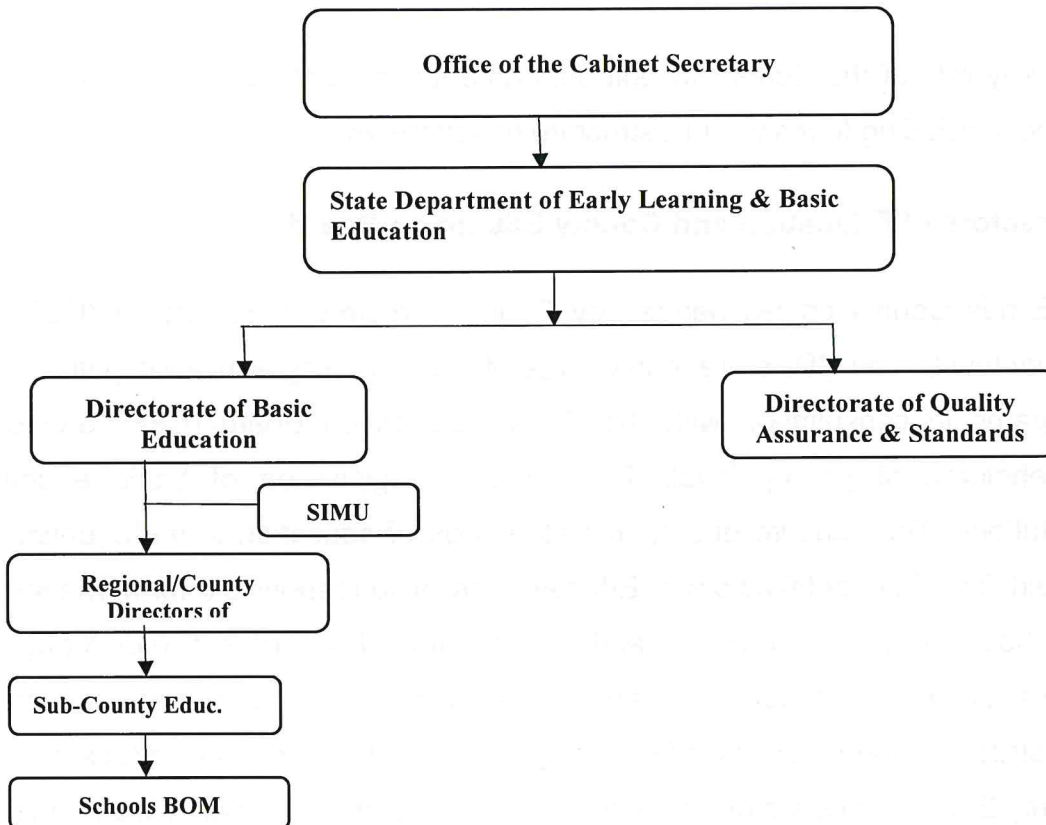 Office of the Cabinet Secretary
State Department of Early Learning & Basic
Education
Directorate of Basic
Education
Directorate of Quality
Assurance & Standards
SIMU
Regional/County
Directors of
Sub-County Educ.
Schools BOM